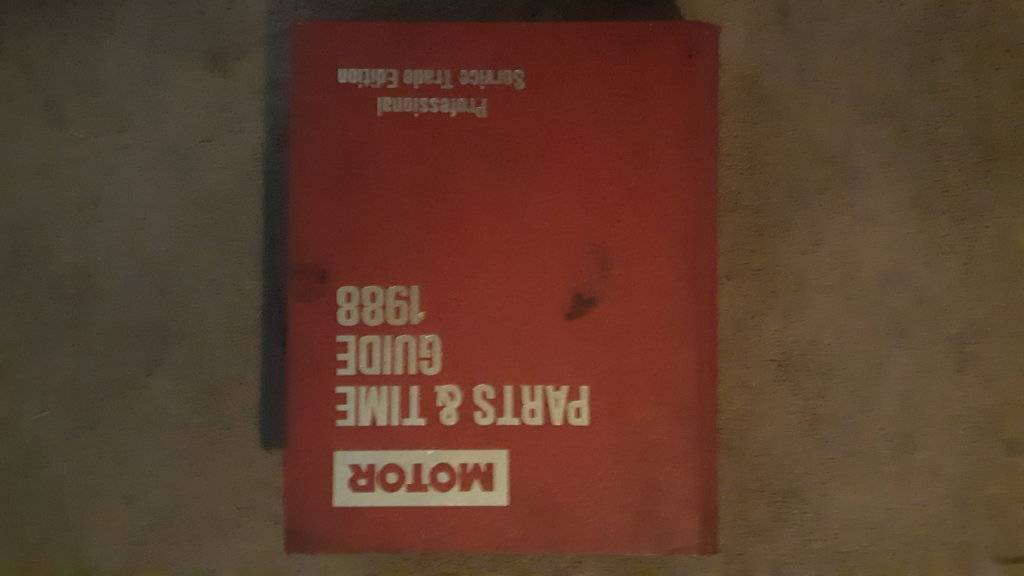 MOTOR
PARTS & TIME
GUIDE
1988
Professional
Service Trade Edition